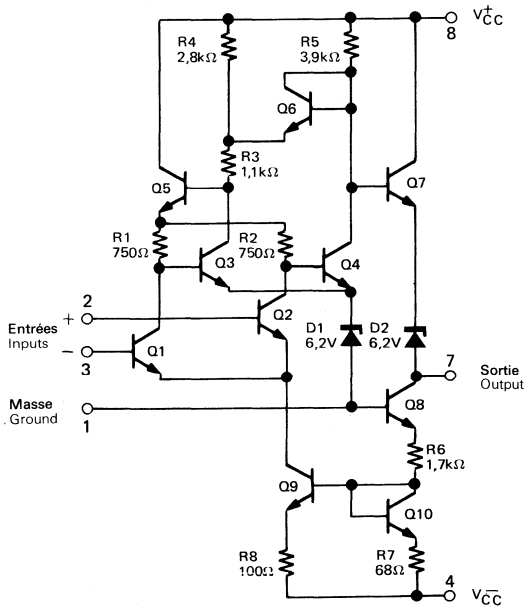 V+CC
8
R4
2,8kΩ
R5
3,9kΩ
Q6
R3
1,1kΩ
Q5
Q7
R1
750Ω
R2
750Ω
Q3
Q4
2
+
Entrées
Inputs
−
3
Q1
Q2
D1
6,2V
D2
6,2V
7
Sortie
Output
Masse
Ground
1
Q8
R6
1,7kΩ
Q9
Q10
R8
100Ω
R7
68Ω
4
V−CC